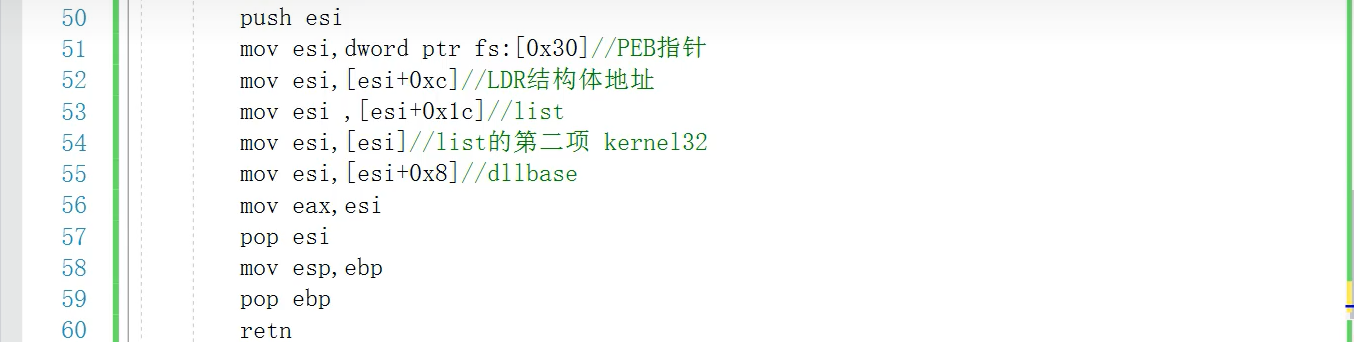 50 push esi
51 mov esi,dword ptr fs:[0x30]//PEB指针
52 mov esi,[esi+0xc]//LDR结构体地址
53 mov esi ,[esi+0x1c]//list
54 mov esi,[esi]//list的第二项 kernel32
55 mov esi,[esi+0x8]//dllbase
56 mov eax,esi
57 pop esi
58 mov esp,ebp
59 pop ebp
60 retn